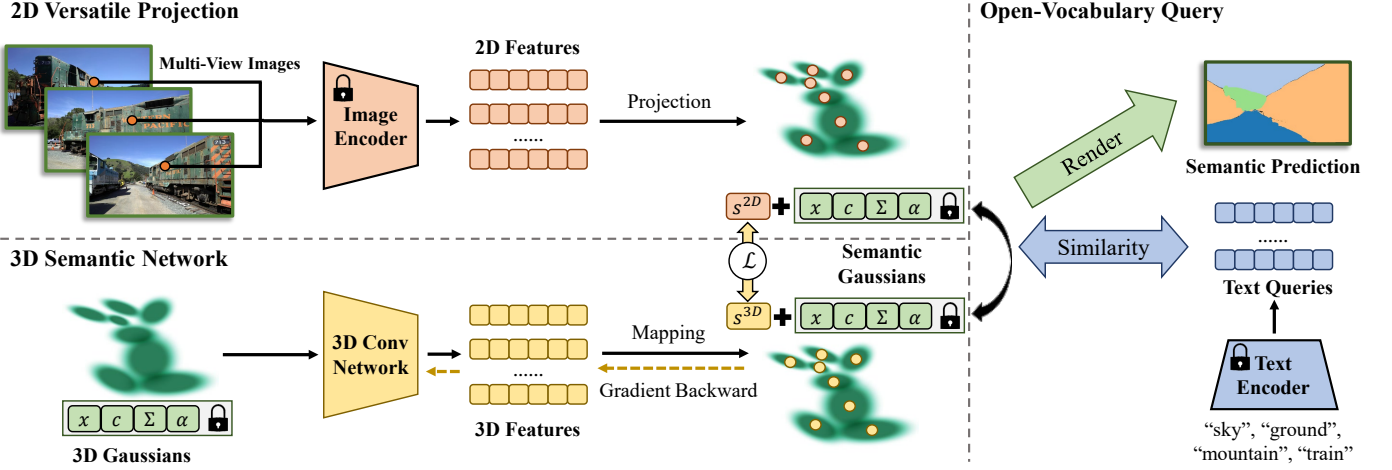 2D Versatile Projection
Multi-View Images
Image
Encoder
2D Features
......
Projection
s^{2D} + x c Σ α
ℒ
Semantic
Gaussians
s^{3D} + x c Σ α
3D Semantic Network
x c Σ α
3D Gaussians
3D Conv
Network
......
3D Features
Mapping
Gradient Backward
Open-Vocabulary Query
Render
Semantic Prediction
Similarity
......
Text Queries
Text
Encoder
“sky”, “ground”,
“mountain”, “train”